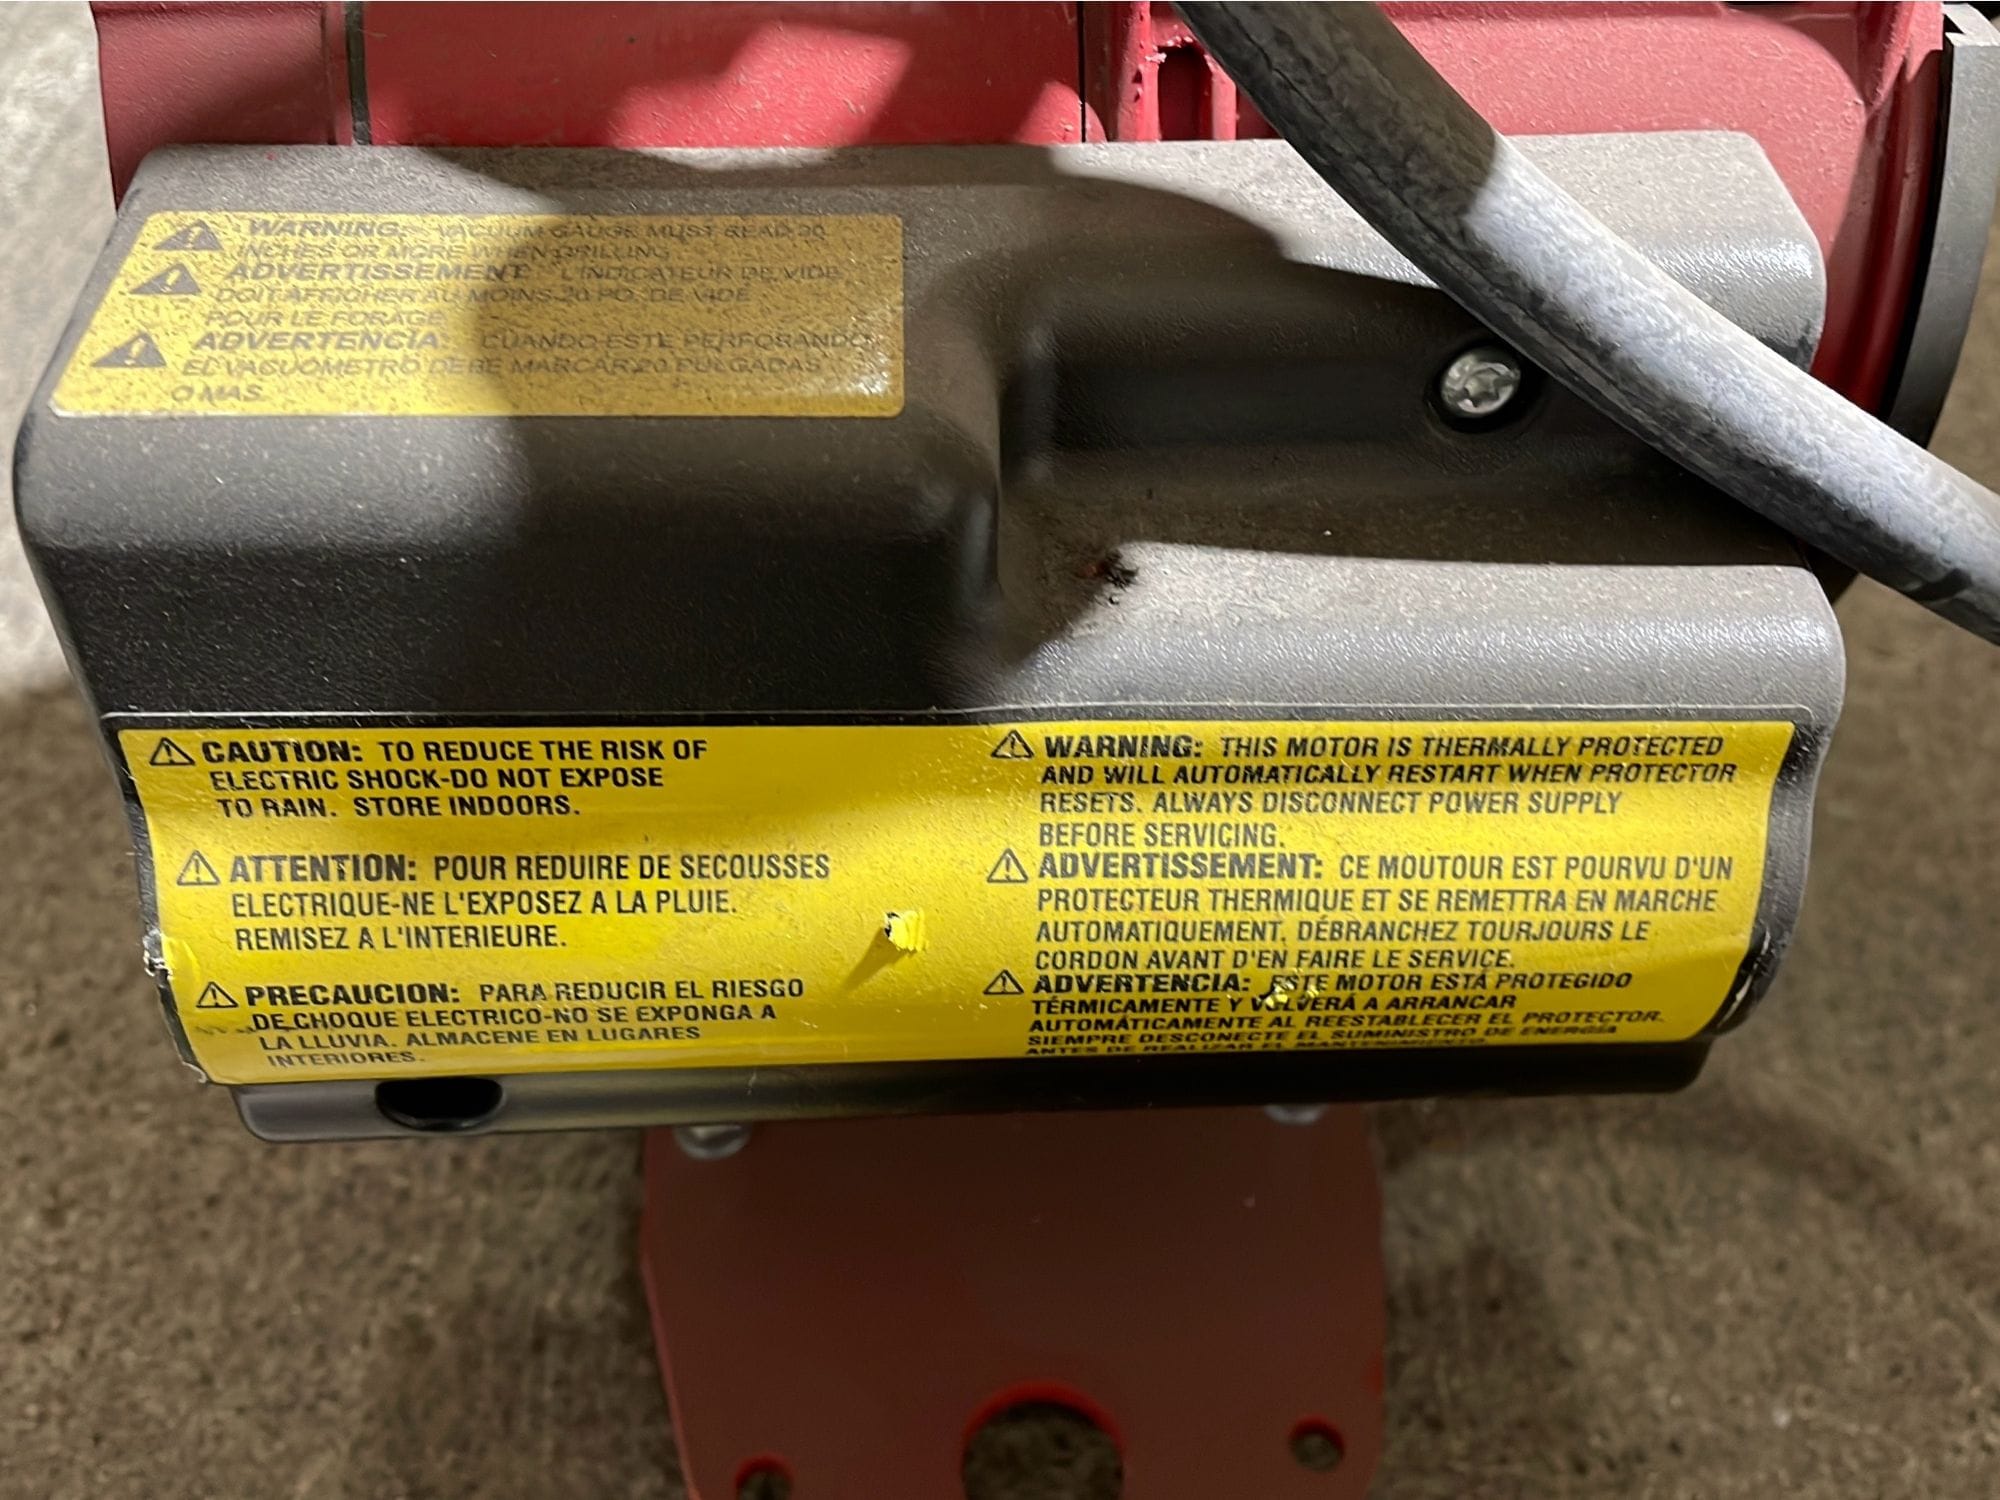 WARNING: VACUUM GAUGE MUST READ 20
INCHES OR MORE WHEN DRILLING
ADVERTISSEMENT: L'INDICATEUR DE VIDE
DOIT AFFICHER AU MOINS 20 PO. DE VIDE
POUR LE FORAGE
ADVERTENCIA: CUANDO ESTE PERFORANDO
EL VACUOMETRO DEBE MARCAR 20 PULGADAS
O MAS.
CAUTION: TO REDUCE THE RISK OF
ELECTRIC SHOCK-DO NOT EXPOSE
TO RAIN. STORE INDOORS.
ATTENTION: POUR REDUIRE DE SECOUSSES
ELECTRIQUE-NE L'EXPOSEZ A LA PLUIE.
REMISEZ A L'INTERIEURE.
PRECAUCION: PARA REDUCIR EL RIESGO
DE CHOQUE ELECTRICO-NO SE EXPONGA A
LA LLUVIA. ALMACENE EN LUGARES
INTERIORES.
WARNING: THIS MOTOR IS THERMALLY PROTECTED
AND WILL AUTOMATICALLY RESTART WHEN PROTECTOR
RESETS. ALWAYS DISCONNECT POWER SUPPLY
BEFORE SERVICING.
ADVERTISSEMENT: CE MOUTOUR EST POURVU D'UN
PROTECTEUR THERMIQUE ET SE REMETTRA EN MARCHE
AUTOMATIQUEMENT. DÉBRANCHEZ TOURJOURS LE
CORDON AVANT D'EN FAIRE LE SERVICE.
ADVERTENCIA: ESTE MOTOR ESTÁ PROTEGIDO
TÉRMICAMENTE Y VOLVERÁ A ARRANCAR
AUTOMÁTICAMENTE AL REESTABLECER EL PROTECTOR.
SIEMPRE DESCONECTE EL SUMINISTRO DE ENERGÍA
ANTES DE REALIZAR EL MANTENIMIENTO.